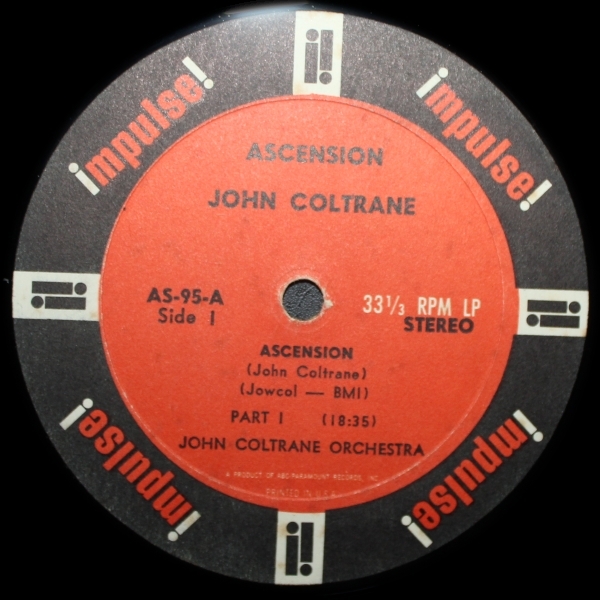 impulse!
impulse!
ASCENSION
JOHN COLTRANE
AS-95-A
Side 1
33⅓ RPM LP
STEREO
ASCENSION
(John Coltrane)
(Jowcol — BMI)
PART 1 (18:35)
JOHN COLTRANE ORCHESTRA
A PRODUCT OF ABC-PARAMOUNT RECORDS, INC.
PRINTED IN U.S.A.
impulse!
impulse!